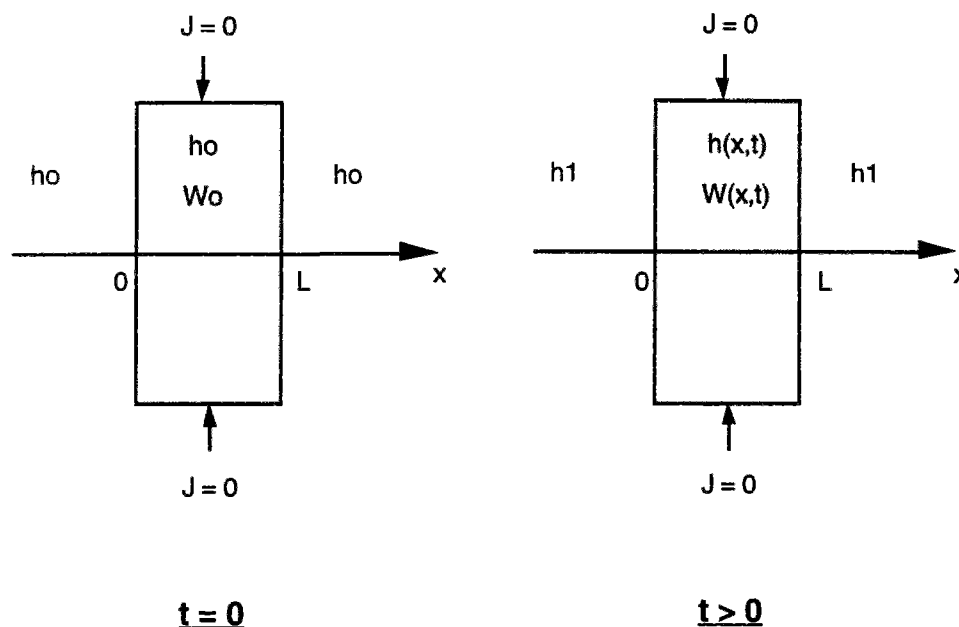 J = 0 J = 0
ho h(x,t)
ho ho h1 h1
Wo W(x,t)
0 L x 0 L x
J = 0 J = 0
t = 0 t > 0